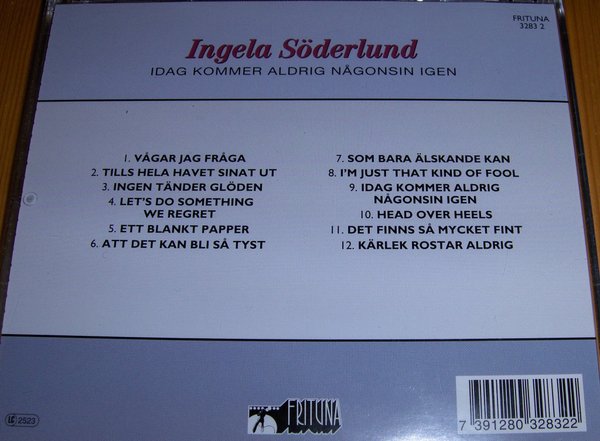 FRITUNA
3283 2
Ingela Söderlund
IDAG KOMMER ALDRIG NÅGONSIN IGEN
1. VÅGAR JAG FRÅGA
2. TILLS HELA HAVET SINAT UT
3. INGEN TÄNDER GLÖDEN
4. LET'S DO SOMETHING
WE REGRET
5. ETT BLANKT PAPPER
6. ATT DET KAN BLI SÅ TYST
7. SOM BARA ÄLSKANDE KAN
8. I'M JUST THAT KIND OF FOOL
9. IDAG KOMMER ALDRIG
NÅGONSIN IGEN
10. HEAD OVER HEELS
11. DET FINNS SÅ MYCKET FINT
12. KÄRLEK ROSTAR ALDRIG
LC 2523
FRITUNA
7 391280 328322